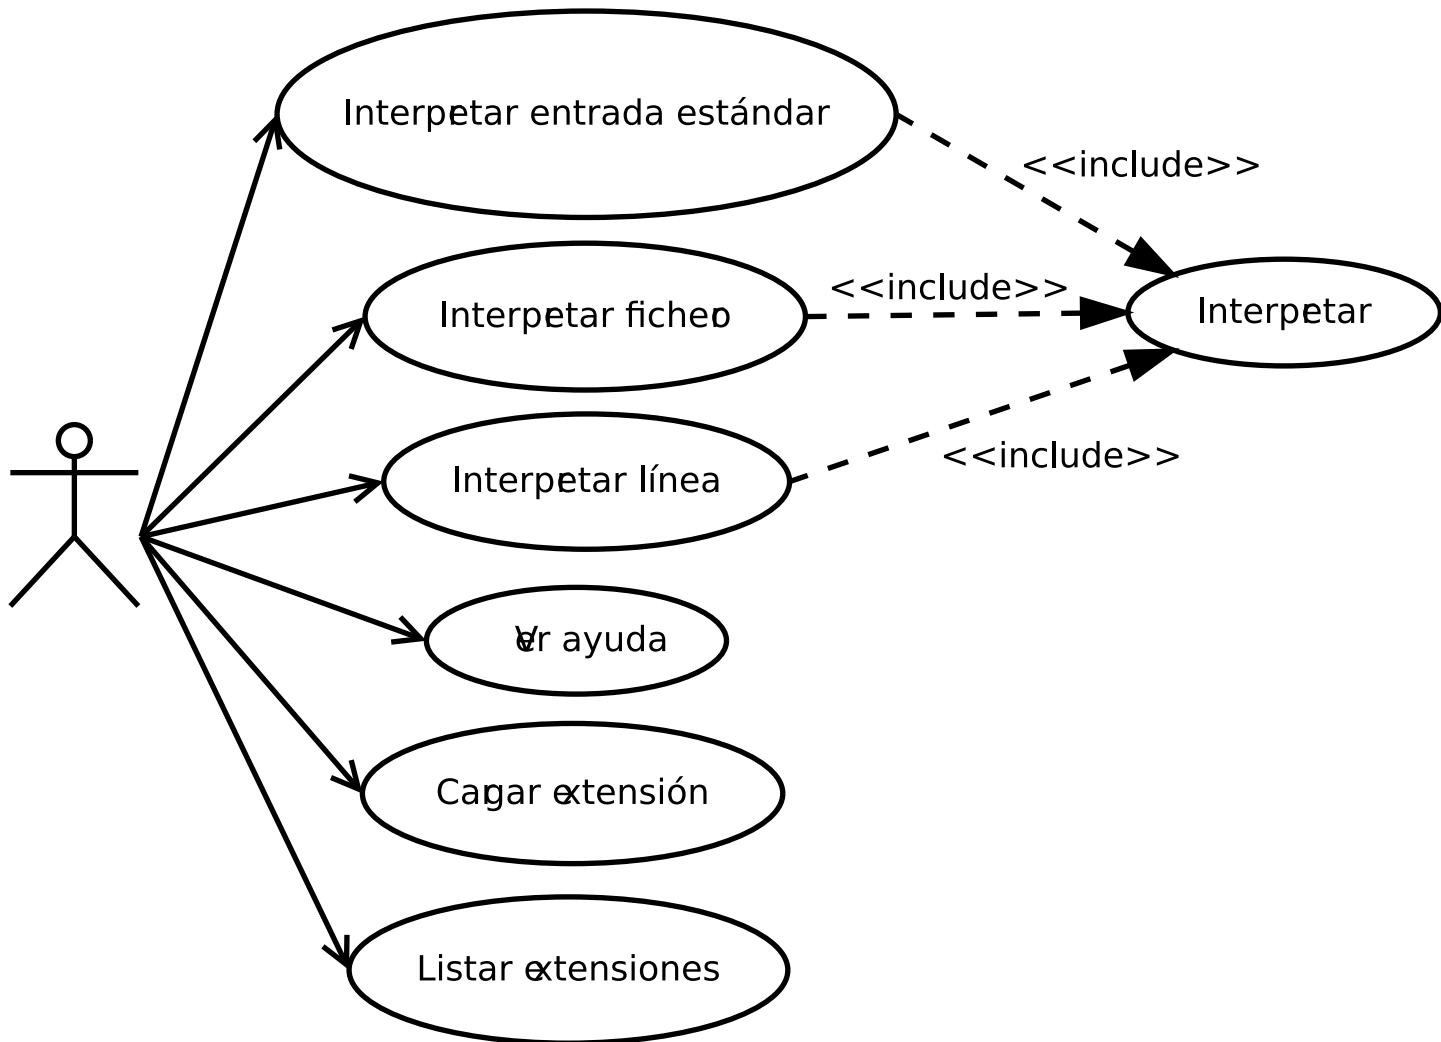 Interpretar entrada estándar
<<include>>
<<include>>
Interpretar fichero
Interpretar
<<include>>
Interpretar línea
Ver ayuda
Cargar extensión
Listar extensiones